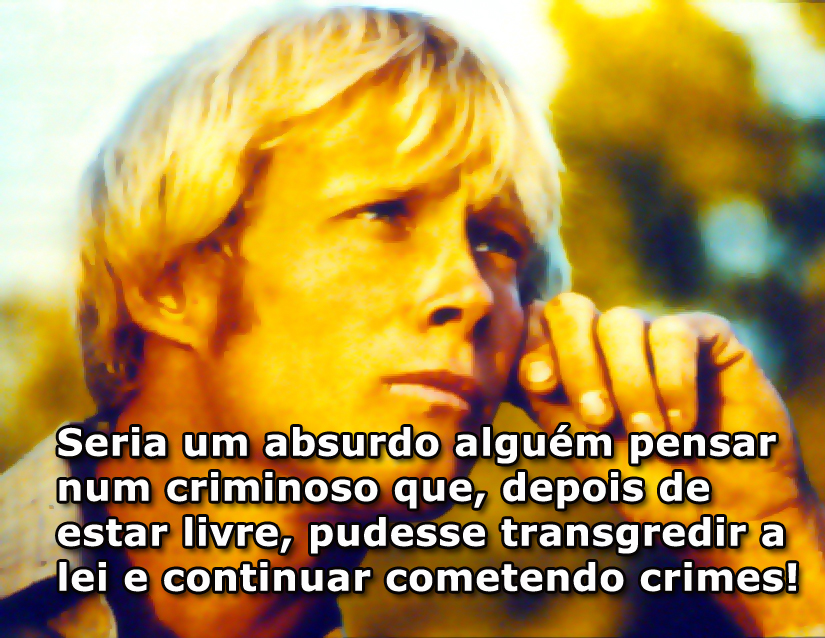 Seria um absurdo alguém pensar
num criminoso que, depois de
estar livre, pudesse transgredir a
lei e continuar cometendo crimes!